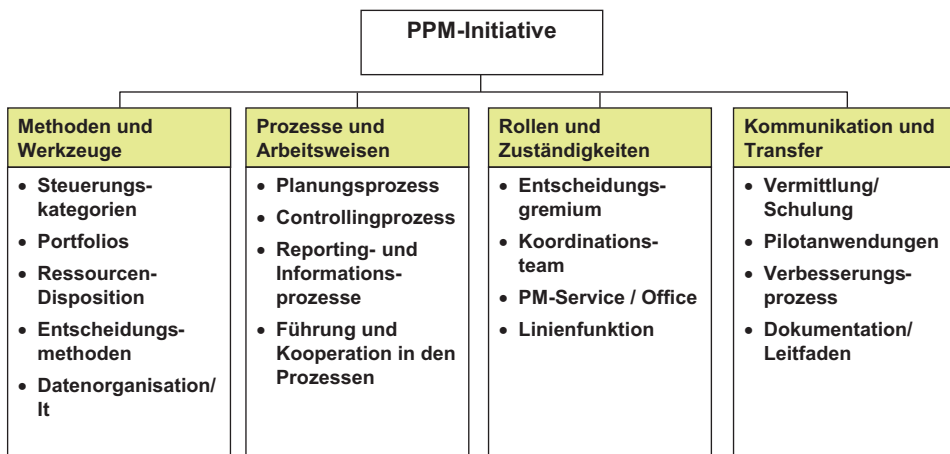 PPM-Initiative
Methoden und
Werkzeuge
• Steuerungs-
kategorien
• Portfolios
• Ressourcen-
Disposition
• Entscheidungs-
methoden
• Datenorganisation/
It
Prozesse und
Arbeitsweisen
• Planungsprozess
• Controllingprozess
• Reporting- und
Informations-
prozesse
• Führung und
Kooperation in den
Prozessen
Rollen und
Zuständigkeiten
• Entscheidungs-
gremium
• Koordinations-
team
• PM-Service / Office
• Linienfunktion
Kommunikation und
Transfer
• Vermittlung/
Schulung
• Pilotanwendungen
• Verbesserungs-
prozess
• Dokumentation/
Leitfaden